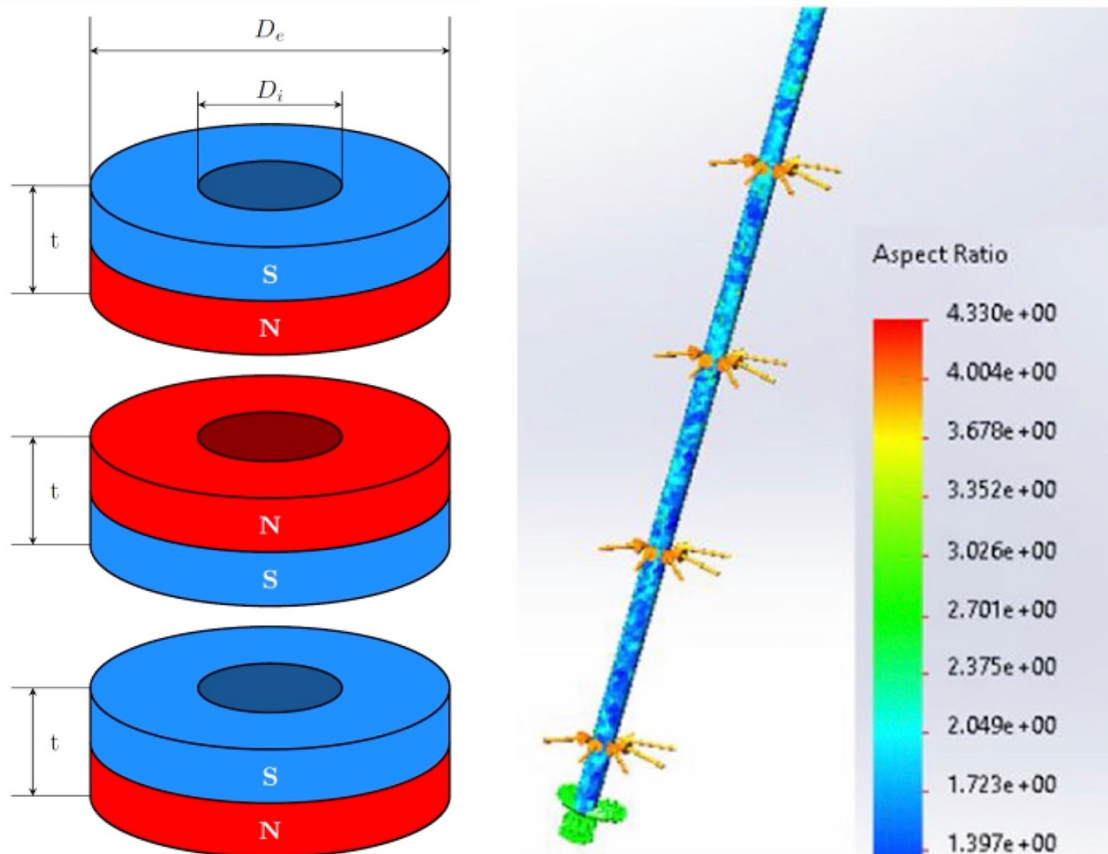 D_e
D_i
t
S
N
t
N
S
t
S
N
Aspect Ratio
4.330e+00
4.004e+00
3.678e+00
3.352e+00
3.026e+00
2.701e+00
2.375e+00
2.049e+00
1.723e+00
1.397e+00